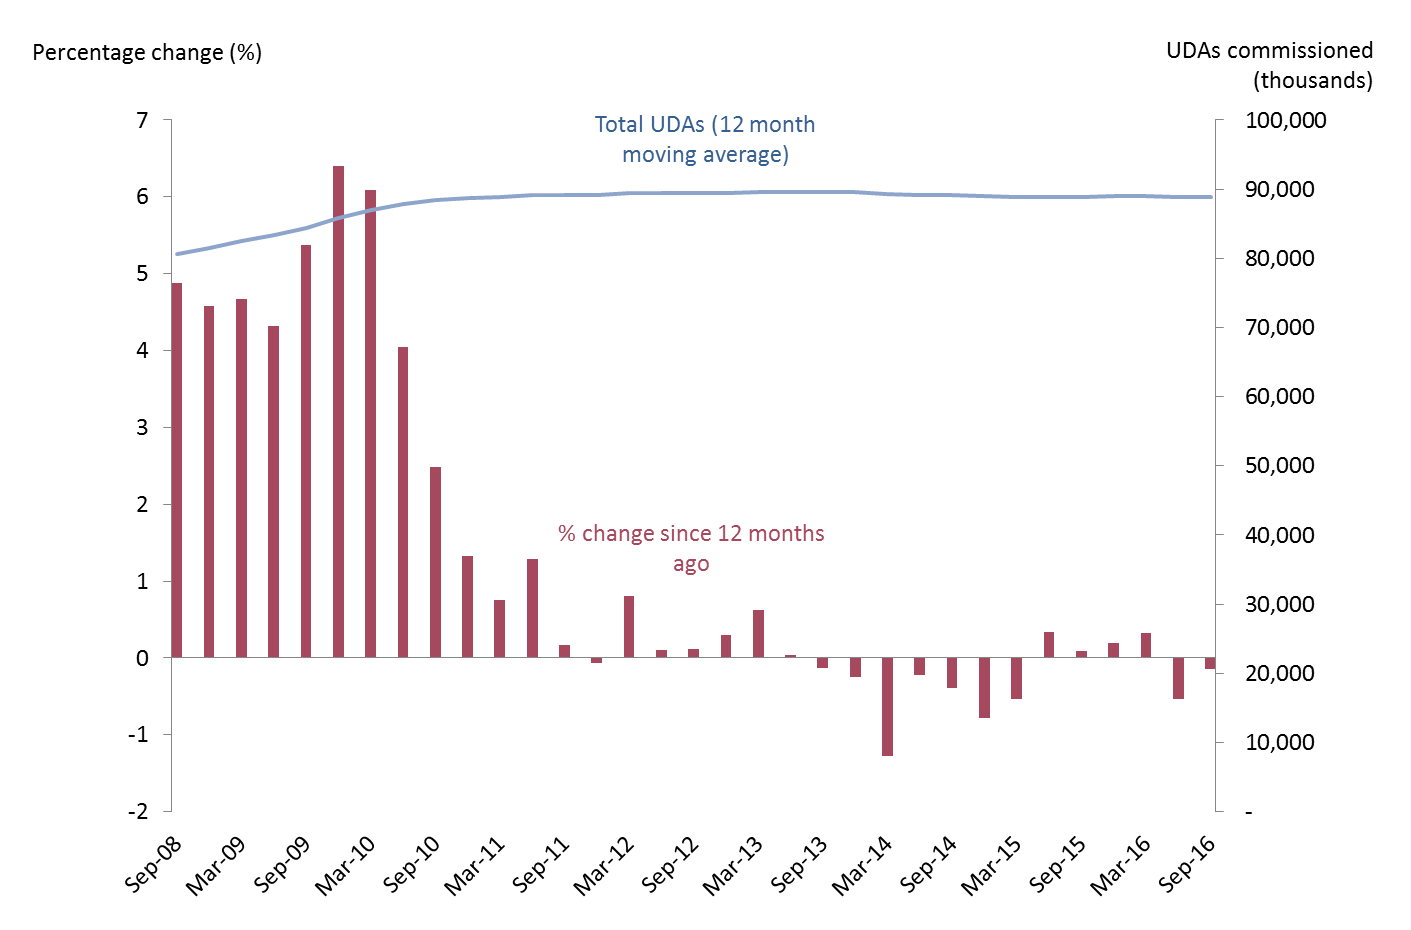 Percentage change (%)
UDAs commissioned
(thousands)
Total UDAs (12 month
moving average)
% change since 12 months
ago
7
6
5
4
3
2
1
0
-1
-2
100,000
90,000
80,000
70,000
60,000
50,000
40,000
30,000
20,000
10,000
-
Sep-08
Mar-09
Sep-09
Mar-10
Sep-10
Mar-11
Sep-11
Mar-12
Sep-12
Mar-13
Sep-13
Mar-14
Sep-14
Mar-15
Sep-15
Mar-16
Sep-16